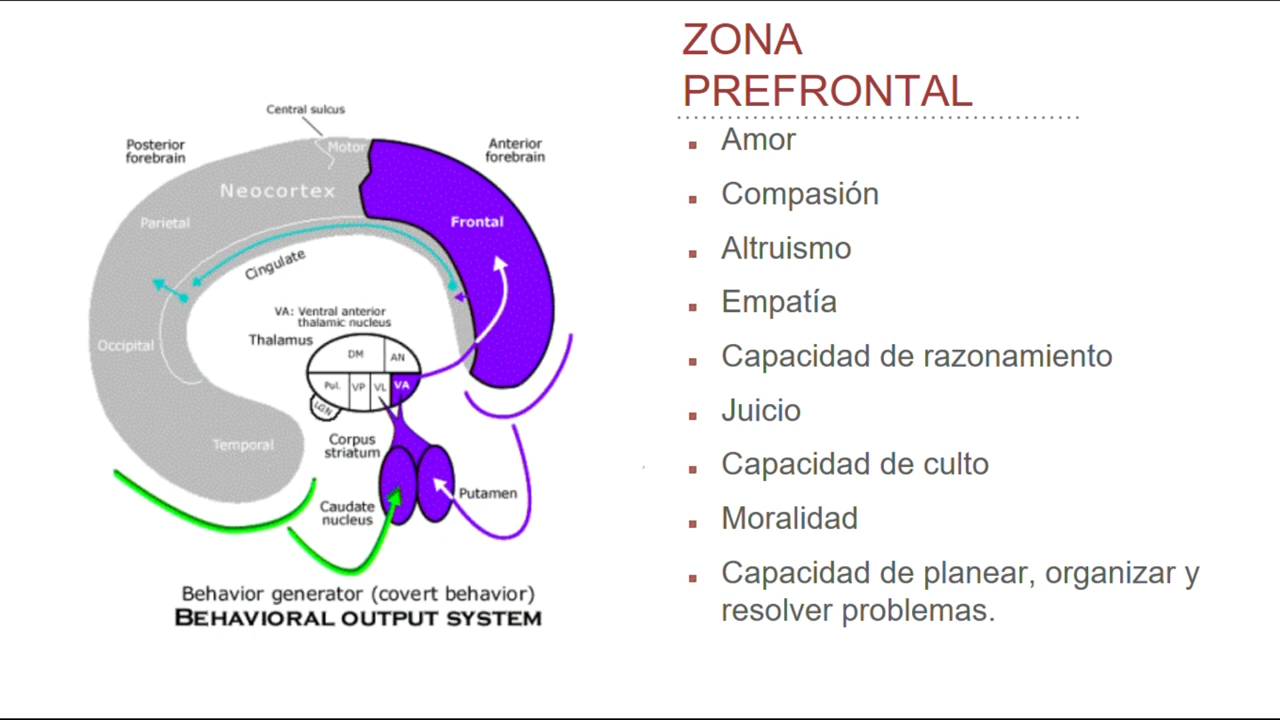 ZONA
PREFRONTAL
Amor
Compasión
Altruismo
Empatía
Capacidad de razonamiento
Juicio
Capacidad de culto
Moralidad
Capacidad de planear, organizar y
resolver problemas.
Central sulcus
Posterior
forebrain
Motor
Anterior
forebrain
Neocortex
Parietal
Frontal
Cingulate
VA: Ventral anterior
thalamic nucleus
Thalamus
Occipital
DM
AN
Pul.
VP
VL
VA
LGN
Temporal
Corpus
striatum
Putamen
Caudate
nucleus
Behavior generator (covert behavior)
BEHAVIORAL OUTPUT SYSTEM